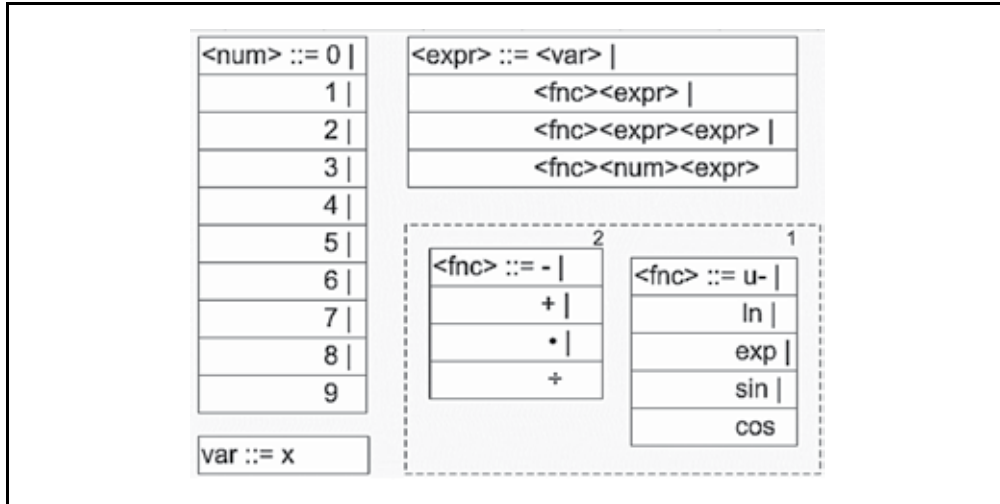 <num> ::= 0 |
1 |
2 |
3 |
4 |
5 |
6 |
7 |
8 |
9
var ::= x
<expr> ::= <var> |
<fnc><expr> |
<fnc><expr><expr> |
<fnc><num><expr>
2
<fnc> ::= - |
+ |
• |
÷
1
<fnc> ::= u- |
ln |
exp |
sin |
cos